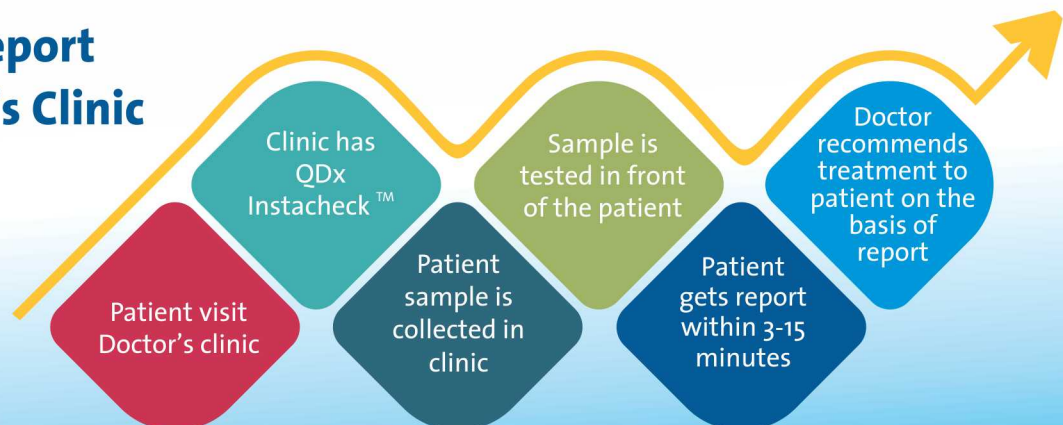 eport
s Clinic
Patient visit
Doctor's clinic
Clinic has
QDx
Instacheck ™
Patient
sample is
collected in
clinic
Sample is
tested in front
of the patient
Patient
gets report
within 3-15
minutes
Doctor
recommends
treatment to
patient on the
basis of
report